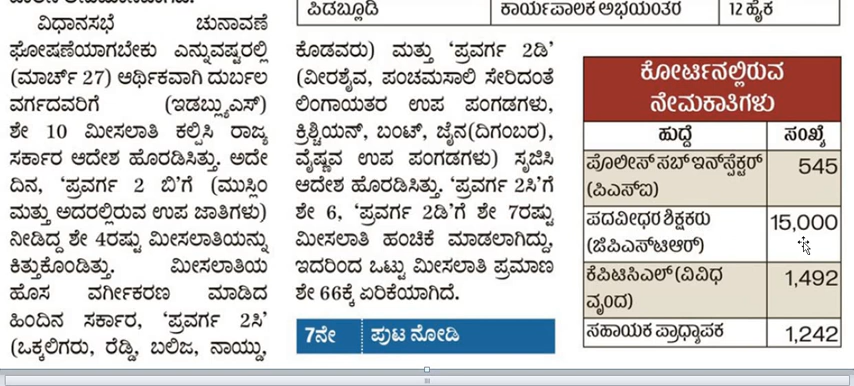 ಪಿಡಬ್ಲೂಡಿ ಕಾರ್ಯಪಾಲಕ ಅಭಿಯಂತರ 12 ಹೈಕ
ವಿಧಾನಸಭೆ ಚುನಾವಣೆ
ಘೋಷಣೆಯಾಗಬೇಕು ಎನ್ನುವಷ್ಟರಲ್ಲಿ
(ಮಾರ್ಚ್ 27) ಆರ್ಥಿಕವಾಗಿ ದುರ್ಬಲ
ವರ್ಗದವರಿಗೆ (ಇಡಬ್ಲ್ಯುಎಸ್)
ಶೇ 10 ಮೀಸಲಾತಿ ಕಲ್ಪಿಸಿ ರಾಜ್ಯ
ಸರ್ಕಾರ ಆದೇಶ ಹೊರಡಿಸಿತ್ತು. ಅದೇ
ದಿನ, ‘ಪ್ರವರ್ಗ 2 ಬಿ’ಗೆ (ಮುಸ್ಲಿಂ
ಮತ್ತು ಅದರಲ್ಲಿರುವ ಉಪ ಜಾತಿಗಳು)
ನೀಡಿದ್ದ ಶೇ 4ರಷ್ಟು ಮೀಸಲಾತಿಯನ್ನು
ಕಿತ್ತುಕೊಂಡಿತ್ತು. ಮೀಸಲಾತಿಯ
ಹೊಸ ವರ್ಗೀಕರಣ ಮಾಡಿದ
ಹಿಂದಿನ ಸರ್ಕಾರ, ‘ಪ್ರವರ್ಗ 2ಸಿ’
(ಒಕ್ಕಲಿಗರು, ರೆಡ್ಡಿ, ಬಲಿಜ, ನಾಯ್ಡು,
ಕೊಡವರು) ಮತ್ತು ‘ಪ್ರವರ್ಗ 2ಡಿ’
(ವೀರಶೈವ, ಪಂಚಮಸಾಲಿ ಸೇರಿದಂತೆ
ಲಿಂಗಾಯತರ ಉಪ ಪಂಗಡಗಳು,
ಕ್ರಿಶ್ಚಿಯನ್, ಬಂಟ್, ಜೈನ(ದಿಗಂಬರ),
ವೈಷ್ಣವ ಉಪ ಪಂಗಡಗಳು) ಸೃಜಿಸಿ
ಆದೇಶ ಹೊರಡಿಸಿತ್ತು. ‘ಪ್ರವರ್ಗ 2ಸಿ’ಗೆ
ಶೇ 6, ‘ಪ್ರವರ್ಗ 2ಡಿ’ಗೆ ಶೇ 7ರಷ್ಟು
ಮೀಸಲಾತಿ ಹಂಚಿಕೆ ಮಾಡಲಾಗಿದ್ದು,
ಇದರಿಂದ ಒಟ್ಟು ಮೀಸಲಾತಿ ಪ್ರಮಾಣ
ಶೇ 66ಕ್ಕೆ ಏರಿಕೆಯಾಗಿದೆ.
7ನೇ ಪುಟ ನೋಡಿ
ಕೋರ್ಟ್‌ನಲ್ಲಿರುವ
ನೇಮಕಾತಿಗಳು
ಹುದ್ದೆ ಸಂಖ್ಯೆ
ಪೊಲೀಸ್ ಸಬ್ ಇನ್‌ಸ್ಪೆಕ್ಟರ್ 545
(ಪಿಎಸ್‌ಐ)
ಪದವೀಧರ ಶಿಕ್ಷಕರು 15,000
(ಜಿಪಿಎಸ್‌ಟಿಆರ್)
ಕೆಪಿಟಿಸಿಎಲ್ (ವಿವಿಧ 1,492
ವೃಂದ)
ಸಹಾಯಕ ಪ್ರಾಧ್ಯಾಪಕ 1,242